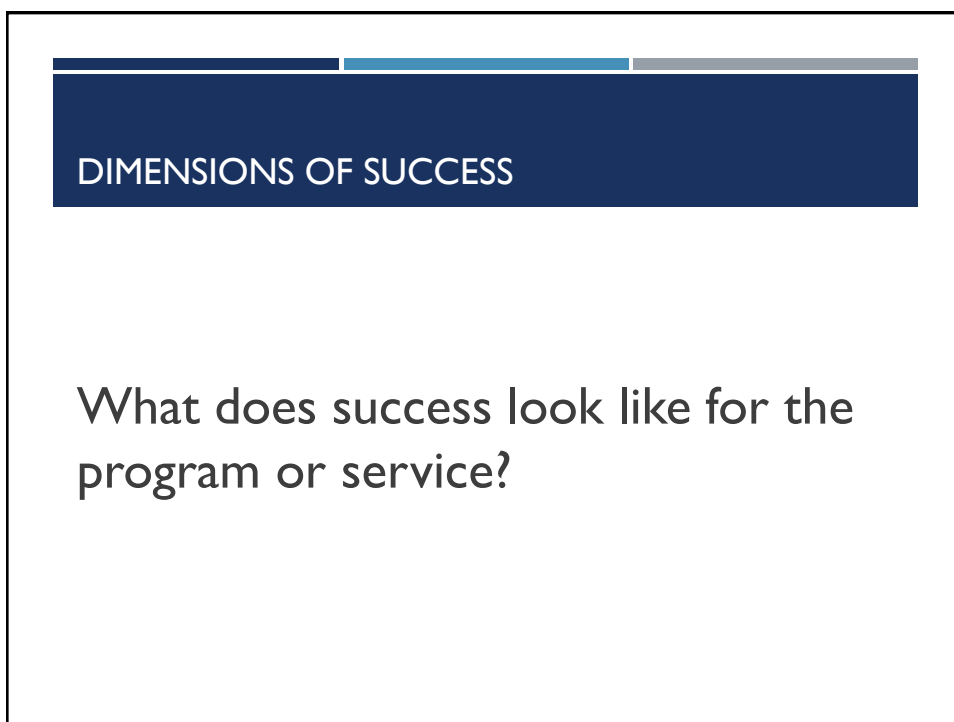 DIMENSIONS OF SUCCESS
What does success look like for the
program or service?